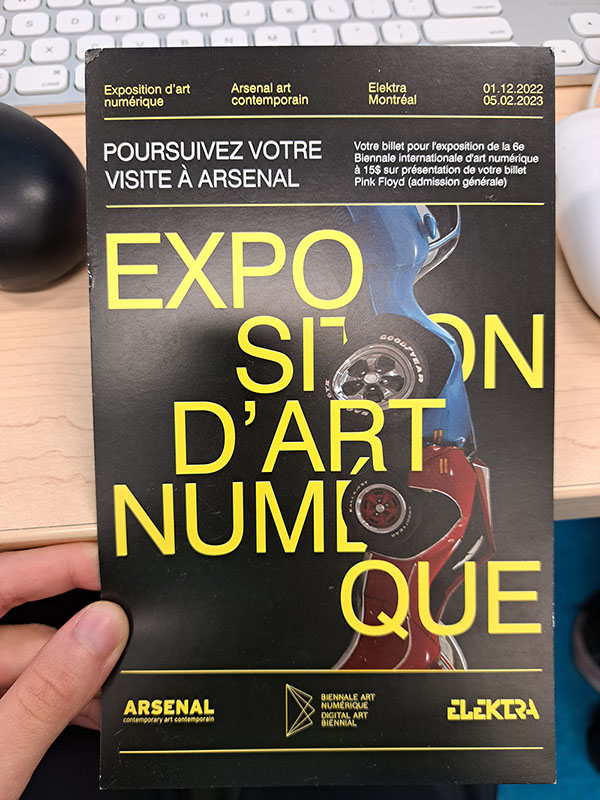 Exposition d'art
numérique
Arsenal art
contemporain
Elektra
Montréal
01.12.2022
05.02.2023
POURSUIVEZ VOTRE
VISITE À ARSENAL
Votre billet pour l'exposition de la 6e
Biennale internationale d'art numérique
à 15$ sur présentation de votre billet
Pink Floyd (admission générale)
EXPO
SITION
D'ART
NUMÉ
QUE
GOODYEAR
ARSENAL
contemporary art contemporain
BIENNALE ART
NUMÉRIQUE
DIGITAL ART
BIENNIAL
ELEKTRA
cmd